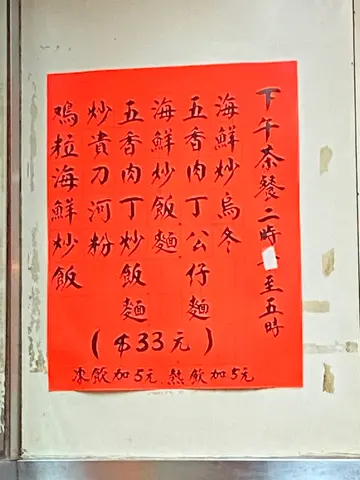 下午茶餐二時至五時
海鮮炒烏冬
五香肉丁公仔麵
海鮮炒飯麵
五香肉丁炒飯麵
炒貴刀河粉
鸡粒海鮮炒飯
($33元)
凍飲加5元.熱飲加5元